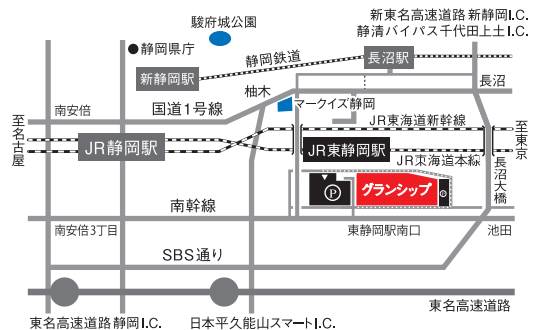 駿府城公園
新東名高速道路 新静岡I.C.
静清バイパス千代田上土I.C.
静岡県庁
静岡鉄道
長沼駅
新静岡駅
柚木
長沼
南安倍
国道1号線
マークイズ静岡
至名古屋
JR東海道新幹線
至東京
JR静岡駅
JR東静岡駅
JR東海道本線
長沼大橋
P
グランシップ
P
南幹線
南安倍3丁目
東静岡駅南口
池田
SBS通り
東名高速道路
東名高速道路 静岡I.C.
日本平久能山スマートI.C.